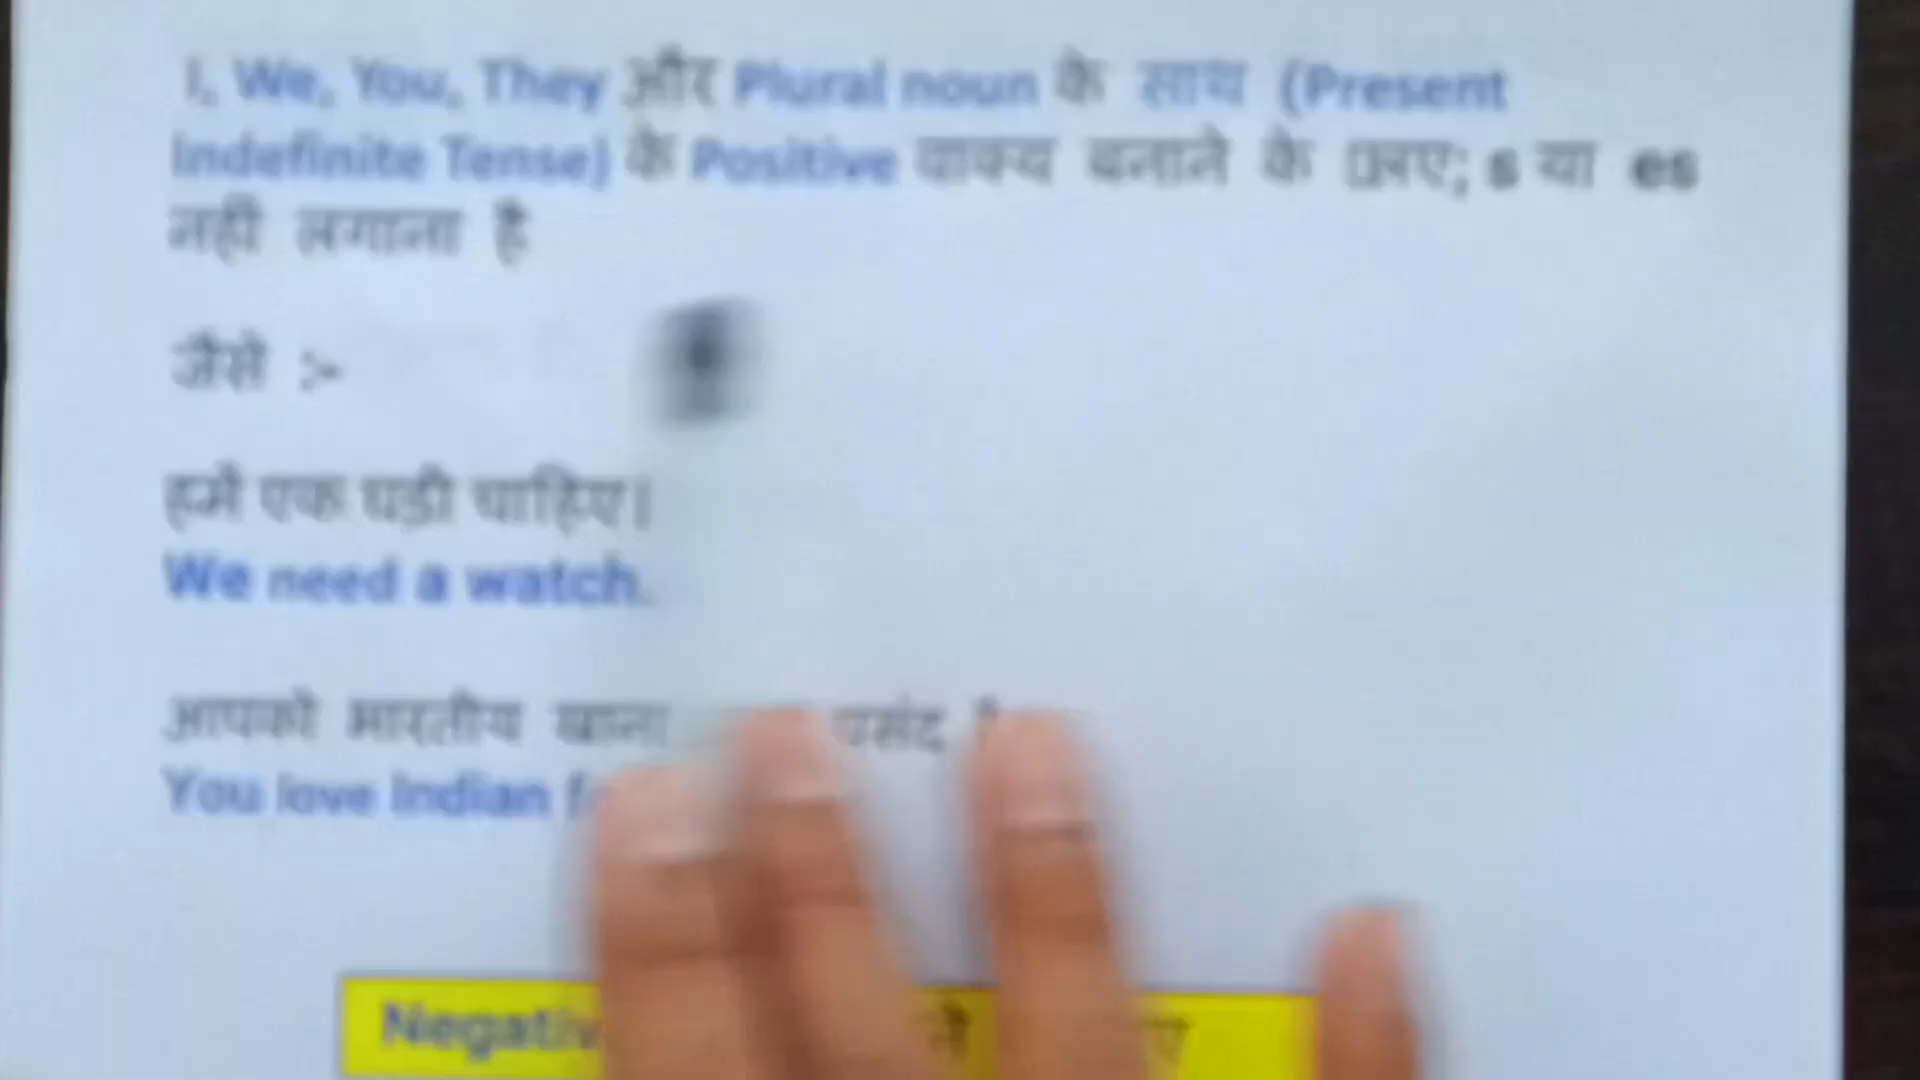 I, We, You, They और Plural noun के साथ (Present
Indefinite Tense) के Positive वाक्य बनाने के लिए; s या es
नही लगाना है
जैसे :-
हमें एक घड़ी चाहिए।
We need a watch.
आपको भारतीय खाना पसंद
You love Indian